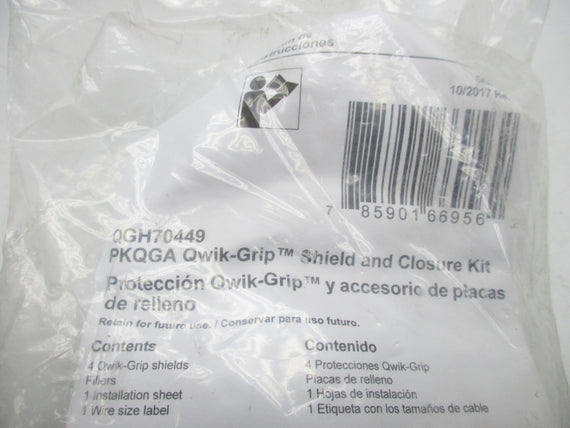 de
10/2017
7 85901 66956
QGH70449
PKQGA Qwik-Grip™ Shield and Closure Kit
Protección Qwik-Grip™ y accesorio de placas
de relleno
Retain for future use. / Conservar para uso futuro.
Contents
4 Qwik-Grip shields
Fillers
1 Installation sheet
1 Wire size label
Contenido
4 Protecciones Qwik-Grip
Placas de relleno
1 Hojas de instalación
1 Etiqueta con los tamaños de cable